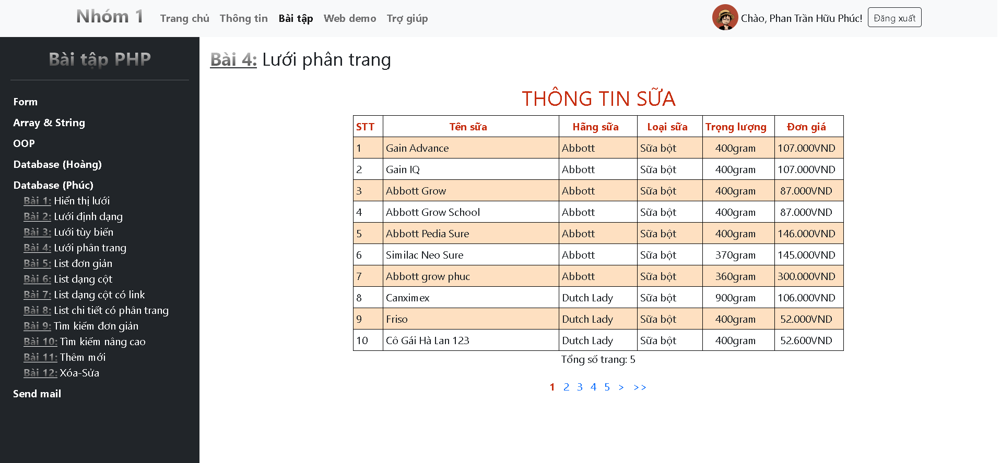 Nhóm 1 Trang chủ Thông tin Bài tập Web demo Trợ giúp Chào, Phan Trần Hữu Phúc! Đăng xuất
Bài tập PHP
Form
Array & String
OOP
Database (Hoàng)
Database (Phúc)
Bài 1: Hiển thị lưới
Bài 2: Lưới định dạng
Bài 3: Lưới tùy biến
Bài 4: Lưới phân trang
Bài 5: List đơn giản
Bài 6: List dạng cột
Bài 7: List dạng cột có link
Bài 8: List chi tiết có phân trang
Bài 9: Tìm kiếm đơn giản
Bài 10: Tìm kiếm nâng cao
Bài 11: Thêm mới
Bài 12: Xóa-Sửa
Send mail
Bài 4: Lưới phân trang
THÔNG TIN SỮA
STT Tên sữa Hãng sữa Loại sữa Trọng lượng Đơn giá
1 Gain Advance Abbott Sữa bột 400gram 107.000VND
2 Gain IQ Abbott Sữa bột 400gram 107.000VND
3 Abbott Grow Abbott Sữa bột 400gram 87.000VND
4 Abbott Grow School Abbott Sữa bột 400gram 87.000VND
5 Abbott Pedia Sure Abbott Sữa bột 400gram 146.000VND
6 Similac Neo Sure Abbott Sữa bột 370gram 145.000VND
7 Abbott grow phuc Abbott Sữa bột 360gram 300.000VND
8 Canximex Dutch Lady Sữa bột 900gram 106.000VND
9 Friso Dutch Lady Sữa bột 400gram 52.000VND
10 Cô Gái Hà Lan 123 Dutch Lady Sữa bột 400gram 52.600VND
Tổng số trang: 5
1 2 3 4 5 > >>